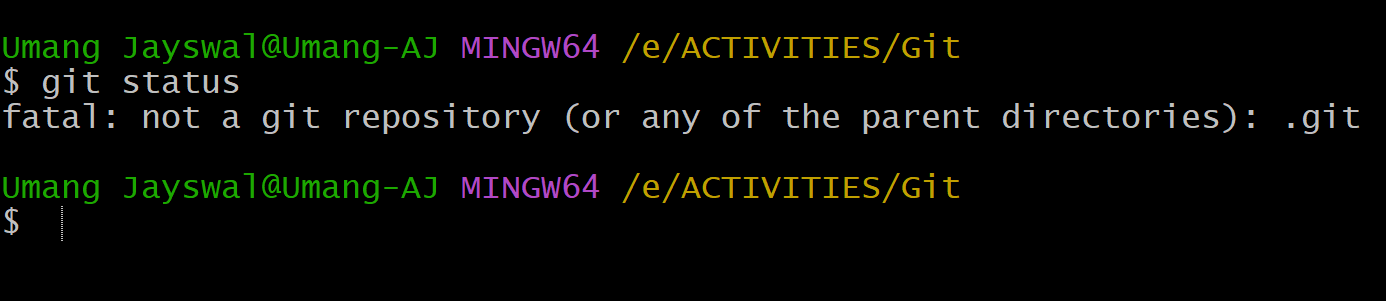 Umang Jayswal@Umang-AJ MINGW64 /e/ACTIVITIES/Git
$ git status
fatal: not a git repository (or any of the parent directories): .git
Umang Jayswal@Umang-AJ MINGW64 /e/ACTIVITIES/Git
$